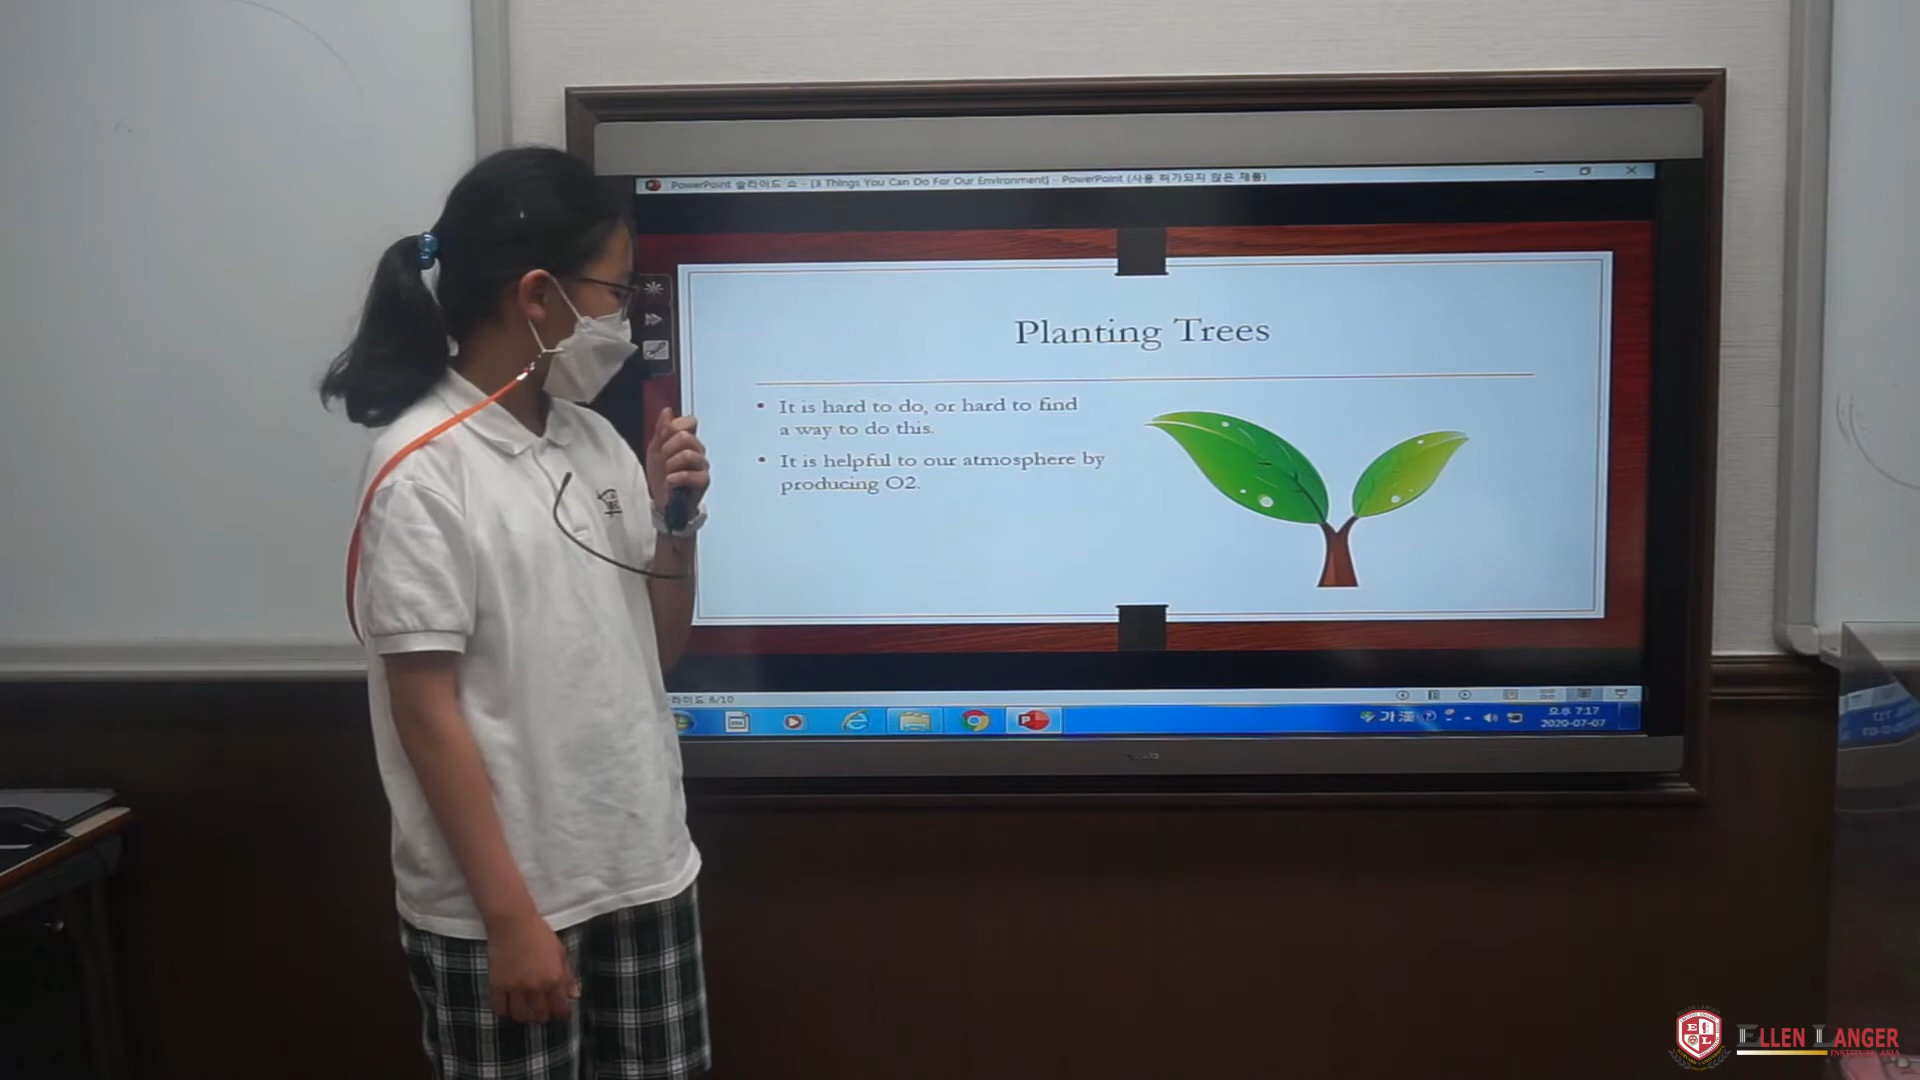 PowerPoint 슬라이드 쇼 - [3 Things You Can Do For Our Environment] - PowerPoint (사용 허가되지 않은 제품)
Planting Trees
• It is hard to do, or hard to find
a way to do this.
• It is helpful to our atmosphere by
producing O2.
라이드 6/10
가 漢
오후 7:17
2020-07-07
ELLEN LANGER
INSTITUTE ASIA